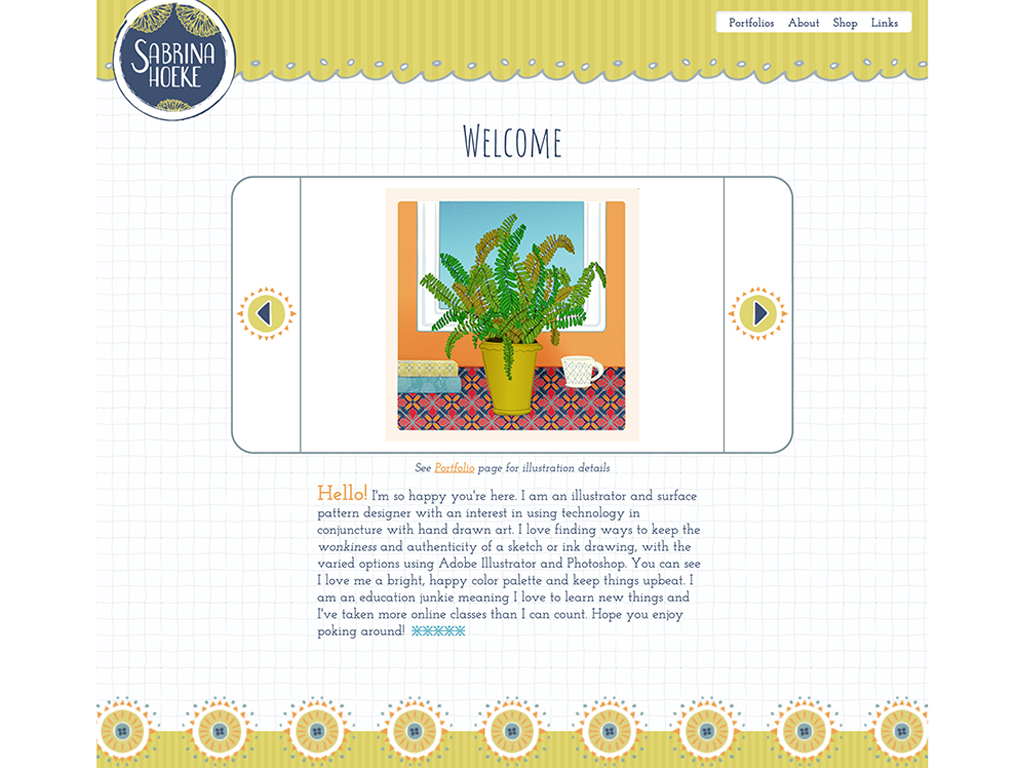 SABRINA
HOEKE
Portfolios About Shop Links
WELCOME
See Portfolio page for illustration details
Hello! I'm so happy you're here. I am an illustrator and surface
pattern designer with an interest in using technology in
conjuncture with hand drawn art. I love finding ways to keep the
wonkiness and authenticity of a sketch or ink drawing, with the
varied options using Adobe Illustrator and Photoshop. You can see
I love me a bright, happy color palette and keep things upbeat. I
am an education junkie meaning I love to learn new things and
I've taken more online classes than I can count. Hope you enjoy
poking around!